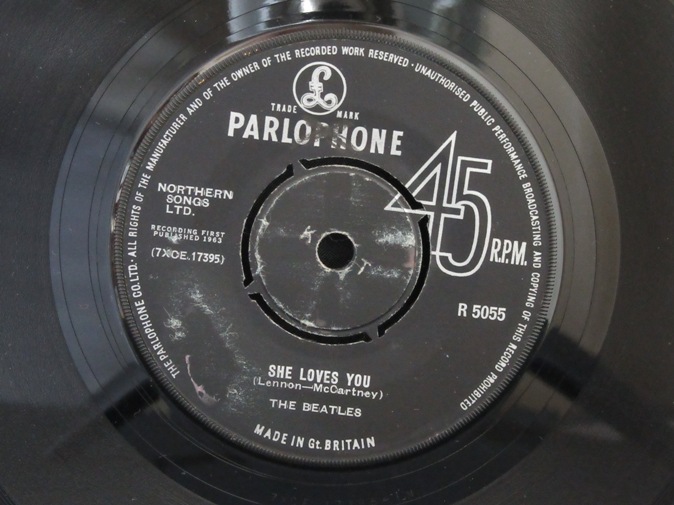 THE PARLOPHONE CO. LTD. · ALL RIGHTS OF THE MANUFACTURER AND OF THE OWNER OF THE RECORDED WORK RESERVED · UNAUTHORISED PUBLIC PERFORMANCE BROADCASTING AND COPYING OF THIS RECORD PROHIBITED
£
TRADE MARK
PARLOPHONE
45
R.P.M.
NORTHERN
SONGS
LTD.
RECORDING FIRST
PUBLISHED 1963
(7XCE.17395)
K T
R 5055
SHE LOVES YOU
(Lennon—McCartney)
THE BEATLES
MADE IN Gt. BRITAIN